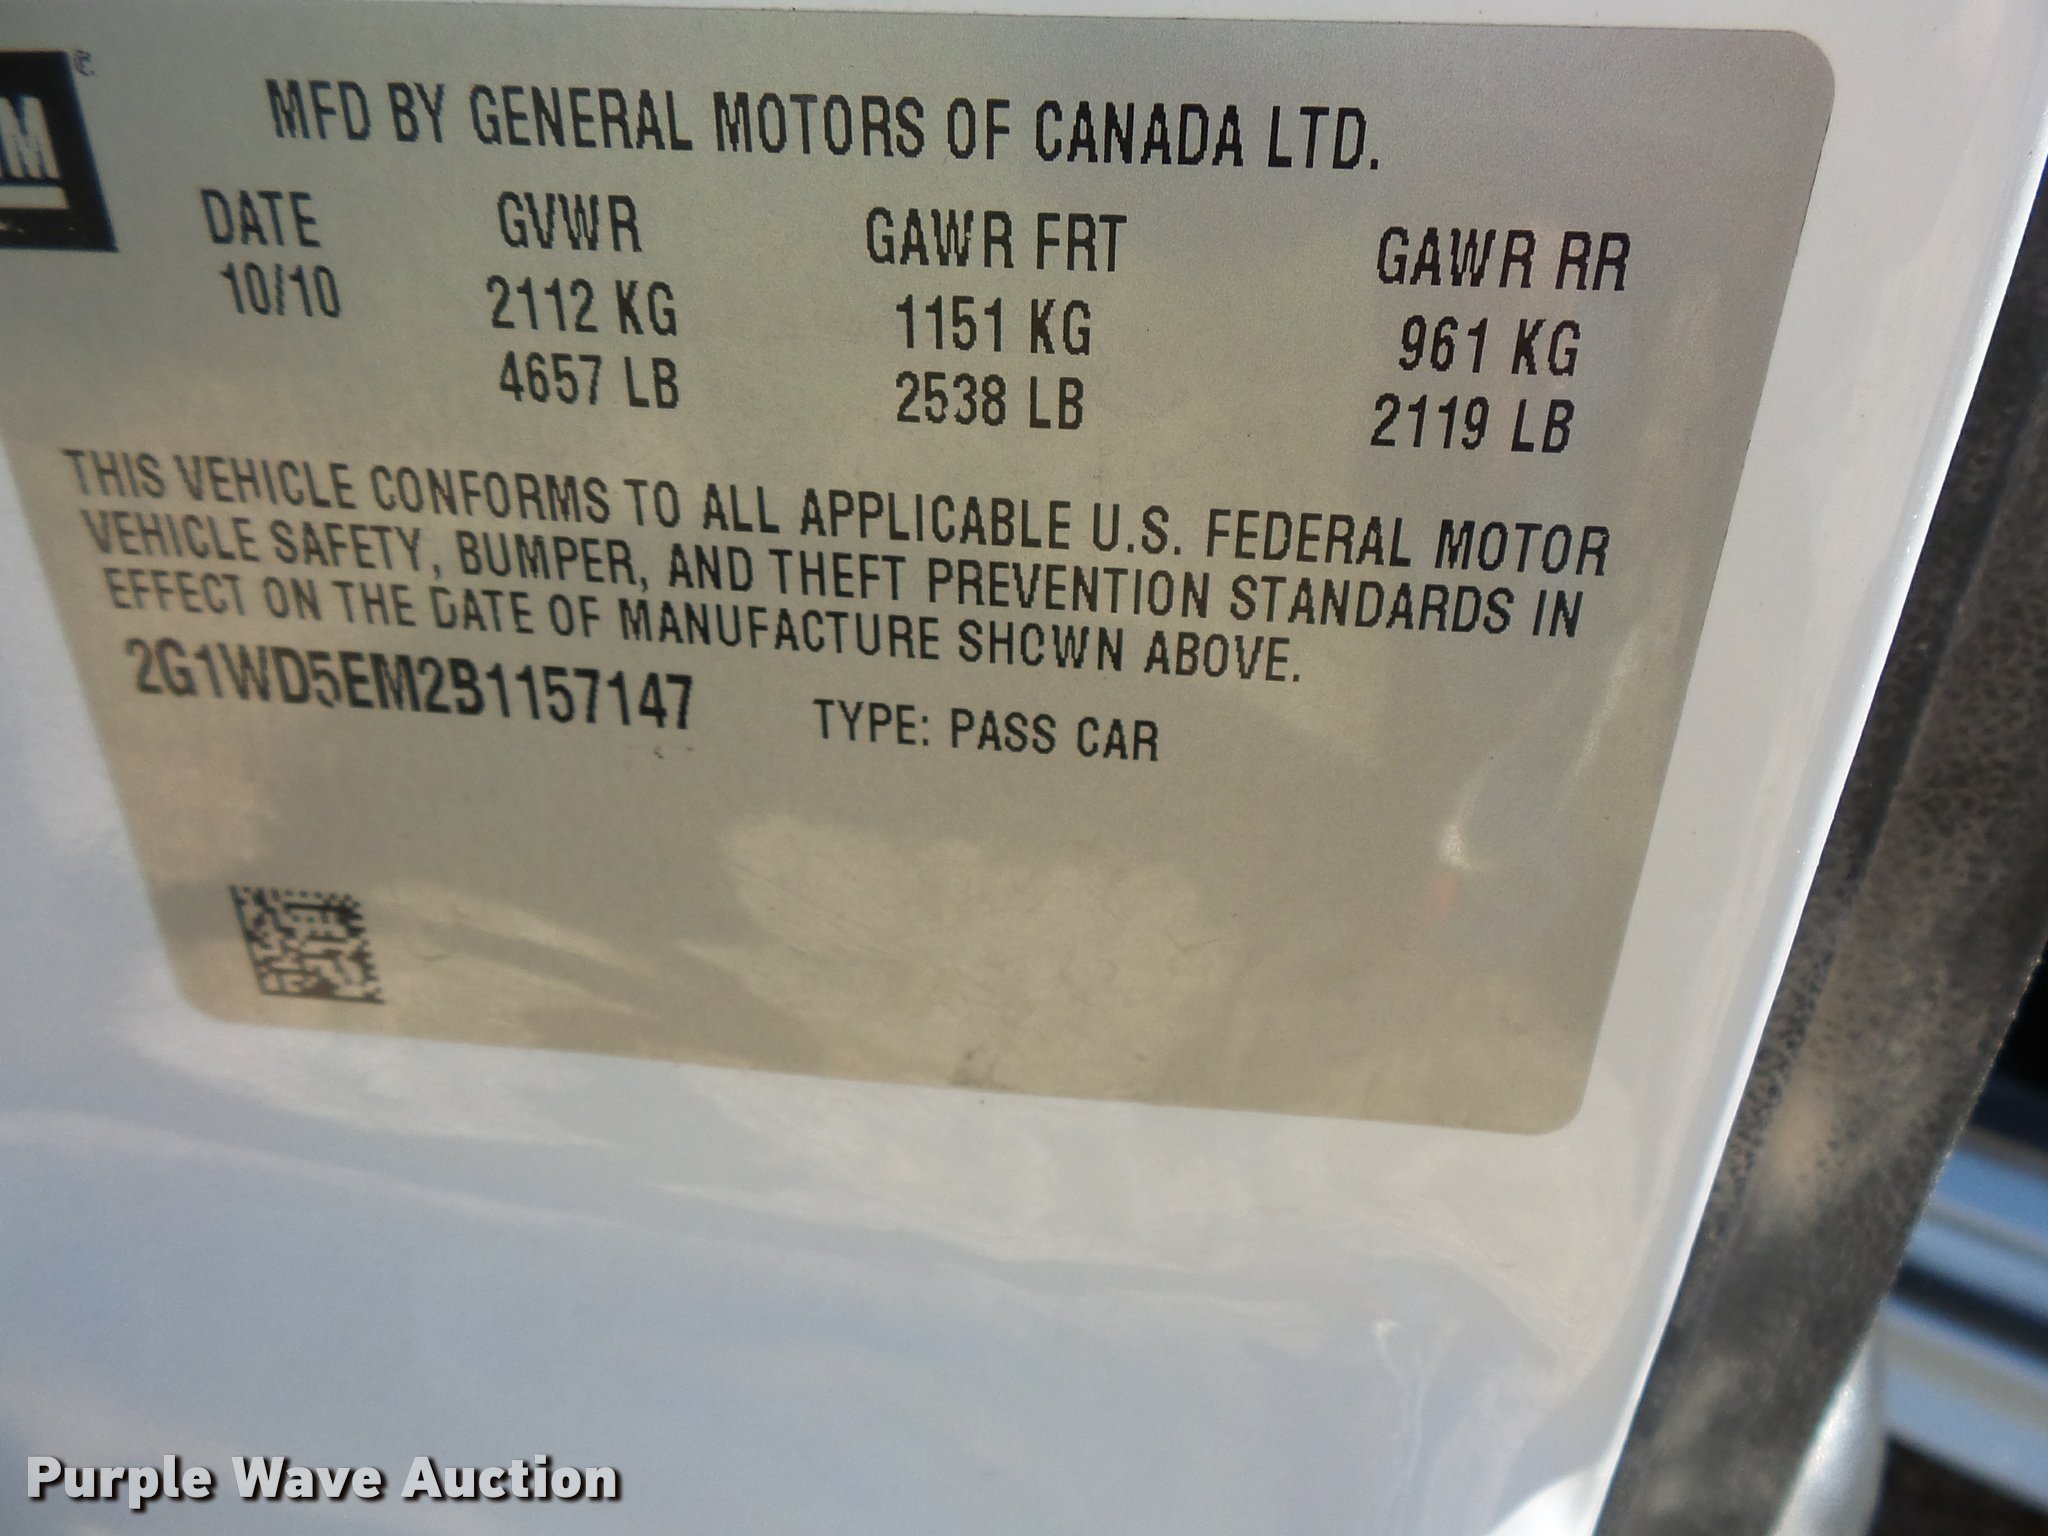 GM
MFD BY GENERAL MOTORS OF CANADA LTD.
DATE GVWR GAWR FRT GAWR RR
10/10 2112 KG 1151 KG 961 KG
4657 LB 2538 LB 2119 LB
THIS VEHICLE CONFORMS TO ALL APPLICABLE U.S. FEDERAL MOTOR
VEHICLE SAFETY, BUMPER, AND THEFT PREVENTION STANDARDS IN
EFFECT ON THE DATE OF MANUFACTURE SHOWN ABOVE.
2G1WD5EM2B1157147 TYPE: PASS CAR
Purple Wave Auction